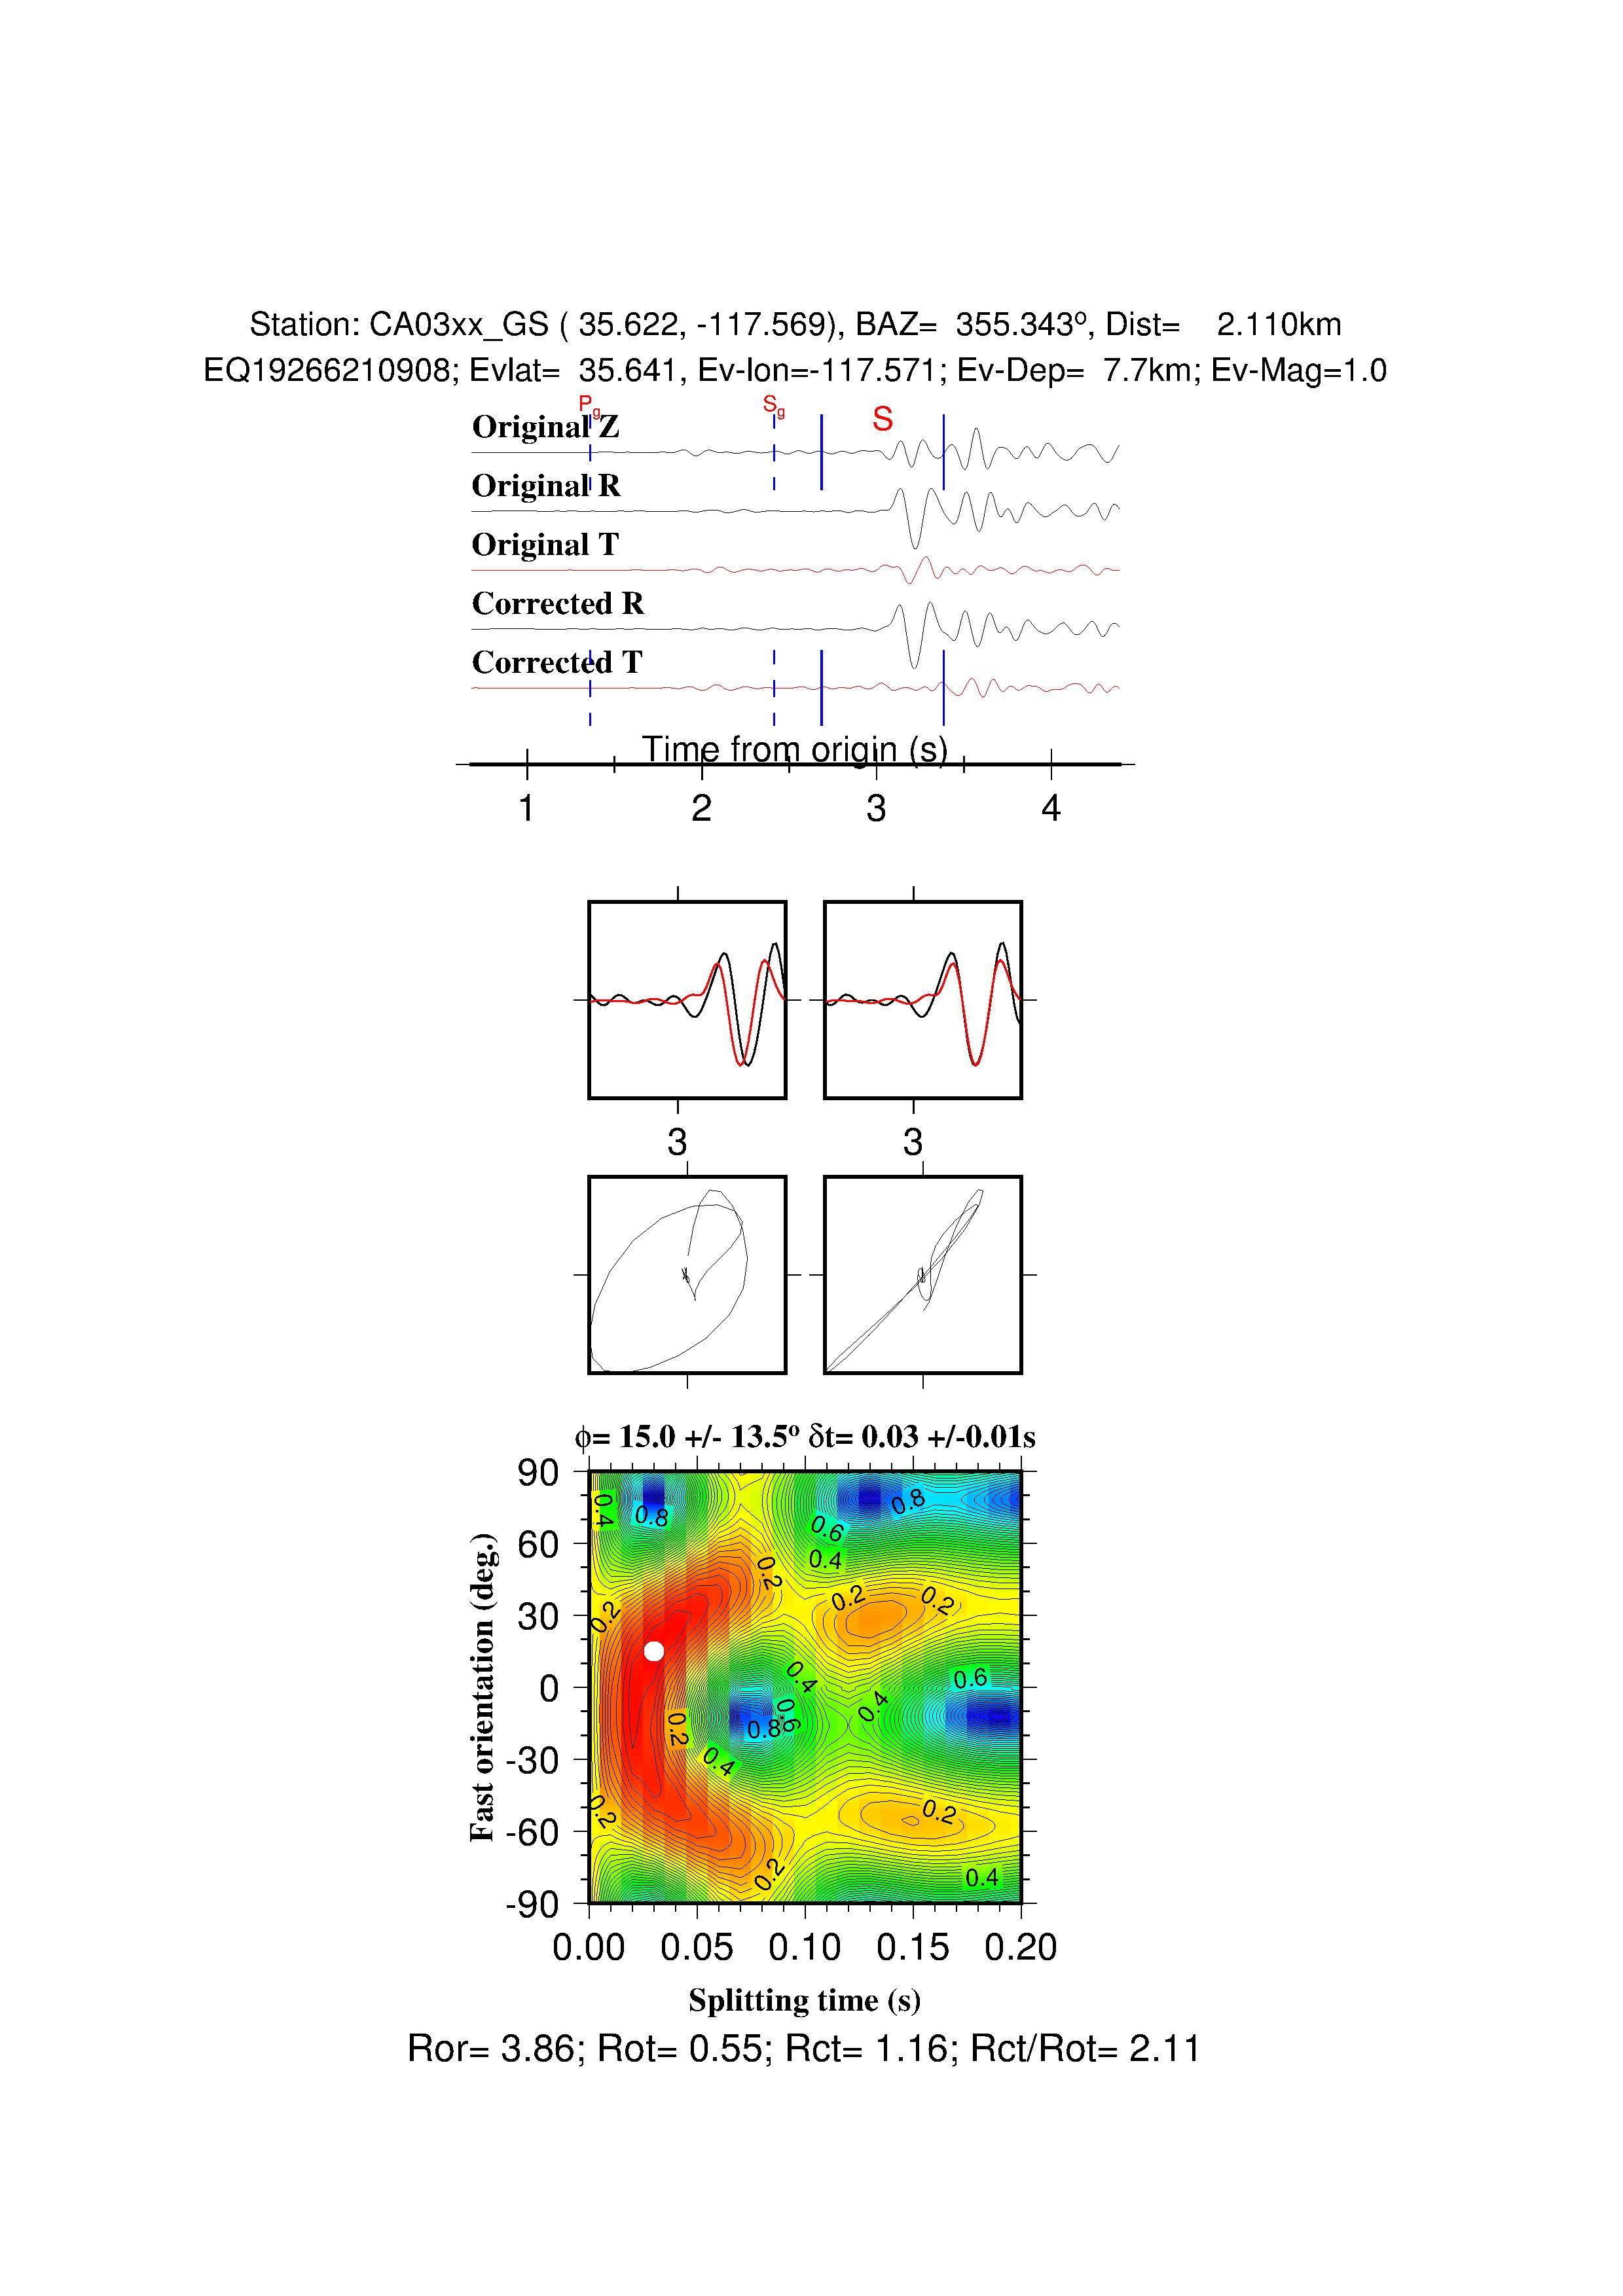 Station: CA03xx_GS ( 35.622, -117.569), BAZ= 355.343º, Dist= 2.110km
EQ19266210908; Evlat= 35.641, Ev-lon=-117.571; Ev-Dep= 7.7km; Ev-Mag=1.0
Pg Sg S
Original Z
Original R
Original T
Corrected R
Corrected T
Time from origin (s)
1 2 3 4
3 3
ϕ= 15.0 +/- 13.5º δt= 0.03 +/-0.01s
Fast orientation (deg.)
90
60
30
0
-30
-60
-90
0.4 0.8 0.8
0.6
0.4
0.2 0.2 0.2 0.2
0.4 0.6
0.2 0.8 0.6 0.4
0.4
0.2 0.2
0.2 0.4
0.00 0.05 0.10 0.15 0.20
Splitting time (s)
Ror= 3.86; Rot= 0.55; Rct= 1.16; Rct/Rot= 2.11